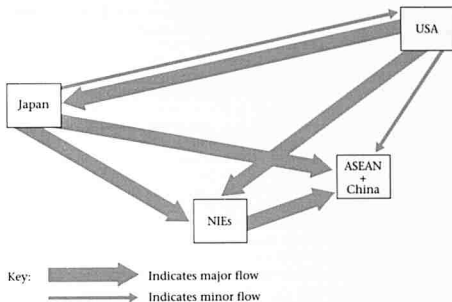 USA
Japan
ASEAN
+
China
NIEs
Key:
Indicates major flow
Indicates minor flow